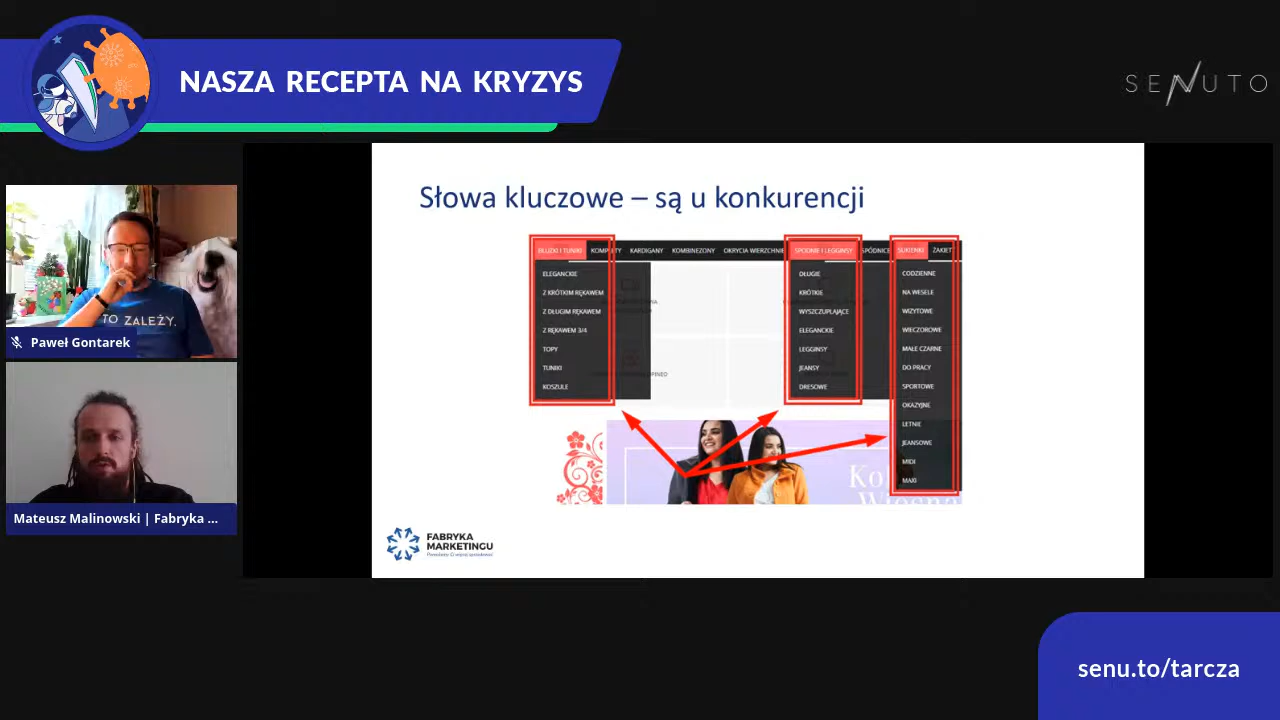 NASZA RECEPTA NA KRYZYS
SENUTO
TO ZALEŻY.
Paweł Gontarek
Mateusz Malinowski | Fabryka ...
Słowa kluczowe – są u konkurencji
BLUZKI I TUNIKI KOMPLETY KARDIGANY KOMBINEZONY OKRYCIA WIERZCHNIE SPODNIE I LEGGINSY SPÓDNICE SUKIENKI ŻAKIET
ELEGANCKIE
Z KRÓTKIM RĘKAWEM
Z DŁUGIM RĘKAWEM
Z RĘKAWEM 3/4
TOPY
TUNIKI
KOSZULE
DŁUGIE
KRÓTKIE
WYSZCZUPLAJĄCE
ELEGANCKIE
LEGGINSY
JEANSY
DRESOWE
CODZIENNE
NA WESELE
WIZYTOWE
WIECZOROWE
MAŁE CZARNE
DO PRACY
SPORTOWE
OKAZYJNE
LETNIE
JEANSOWE
MIDI
MAXI
FABRYKA
MARKETINGU
senu.to/tarcza